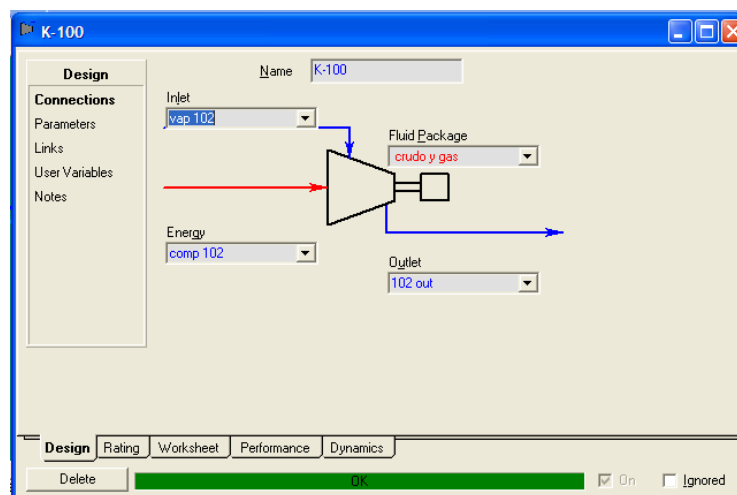 K-100
Design
Connections
Parameters
Links
User Variables
Notes
Name K-100
Inlet
vap 102
Fluid Package
crudo y gas
Energy
comp 102
Outlet
102 out
Design Rating Worksheet Performance Dynamics
Delete OK On Ignored